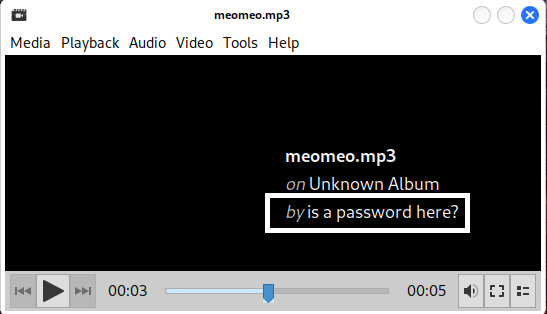 meomeo.mp3
Media Playback Audio Video Tools Help
meomeo.mp3
on Unknown Album
by is a password here?
00:03 00:05